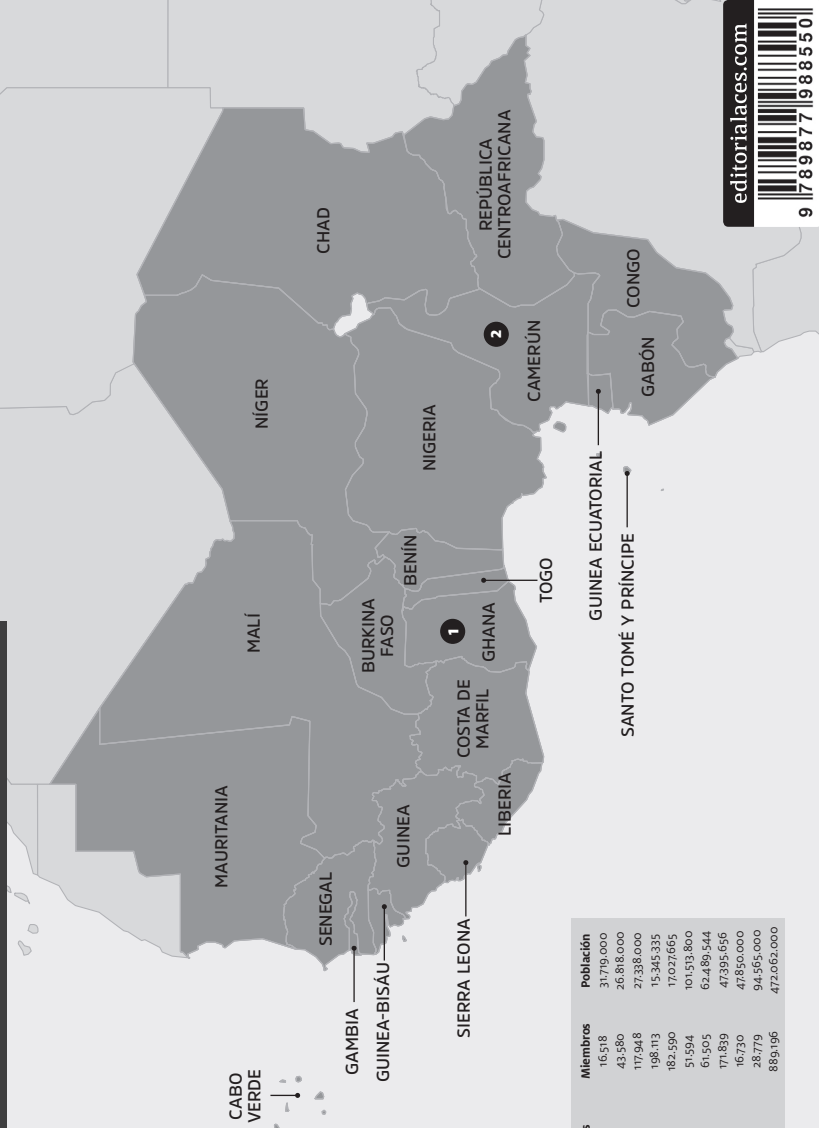 MAURITANIA
CABO
VERDE
MALÍ
NÍGER
CHAD
SENEGAL
GAMBIA
GUINEA-BISÁU
BURKINA
FASO
GUINEA
BENÍN
NIGERIA
1
SIERRA LEONA
COSTA DE
MARFIL
GHANA
2
REPÚBLICA
CENTROAFRICANA
LIBERIA
CAMERÚN
TOGO
GUINEA ECUATORIAL
SANTO TOMÉ Y PRÍNCIPE
CONGO
GABÓN
s Miembros Población
16.518 31.719.000
43.580 26.818.000
117.948 27.338.000
198.113 15.345.335
182.590 17.027.665
51.594 101.513.800
61.505 62.489.544
171.839 47.395.656
16.730 47.850.000
28.779 94.565.000
889.196 472.062.000
editorialaces.com
9 789877 988550